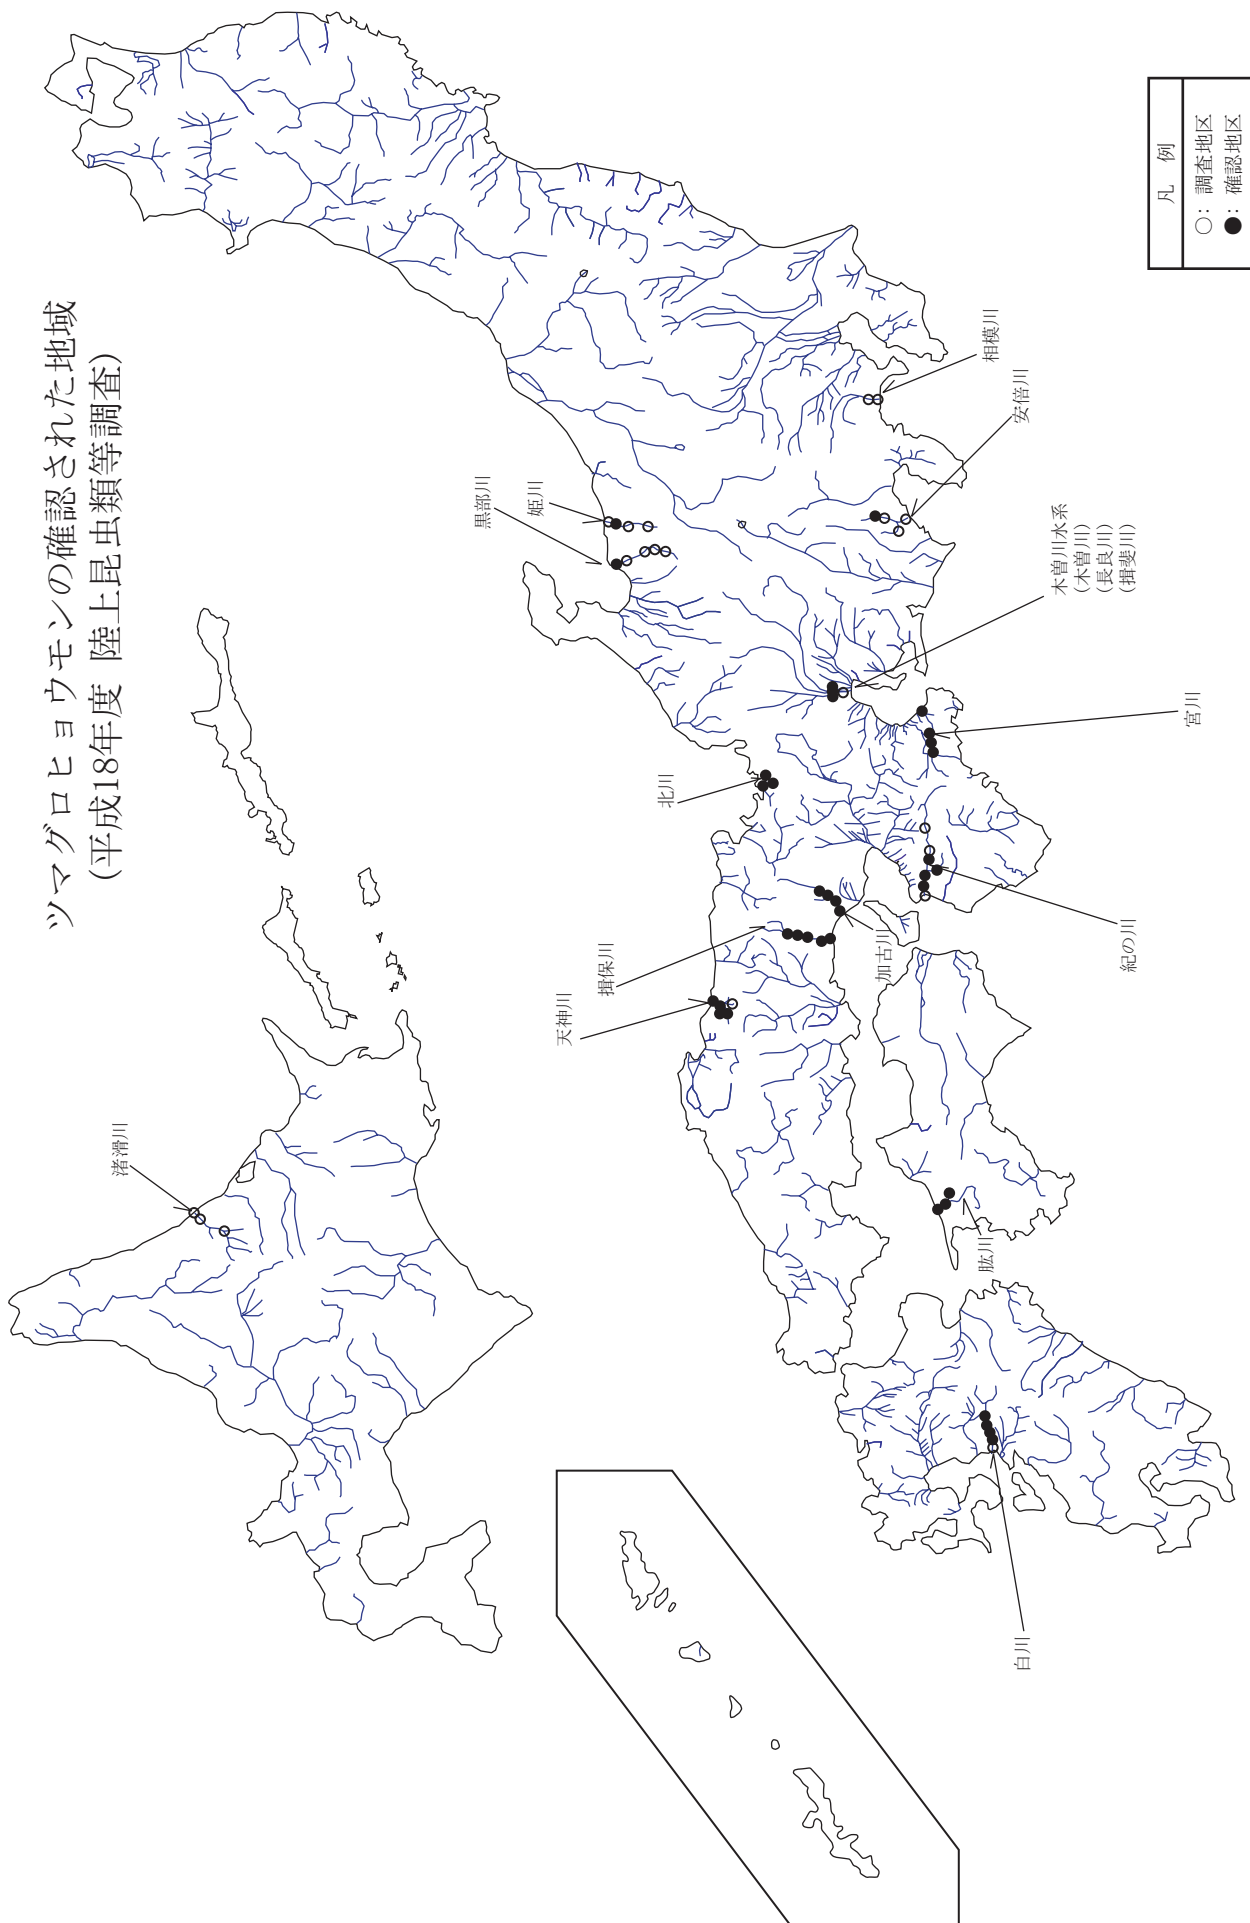 ツマグロヒョウモンの確認された地域
(平成18年度 陸上昆虫類等調査)
渚滑川
黒部川
姫川
相模川
安倍川
木曽川水系
(木曽川)
(長良川)
(揖斐川)
宮川
北川
紀の川
加古川
揖保川
天神川
肱川
白川
凡 例
○: 調査地区
●: 確認地区